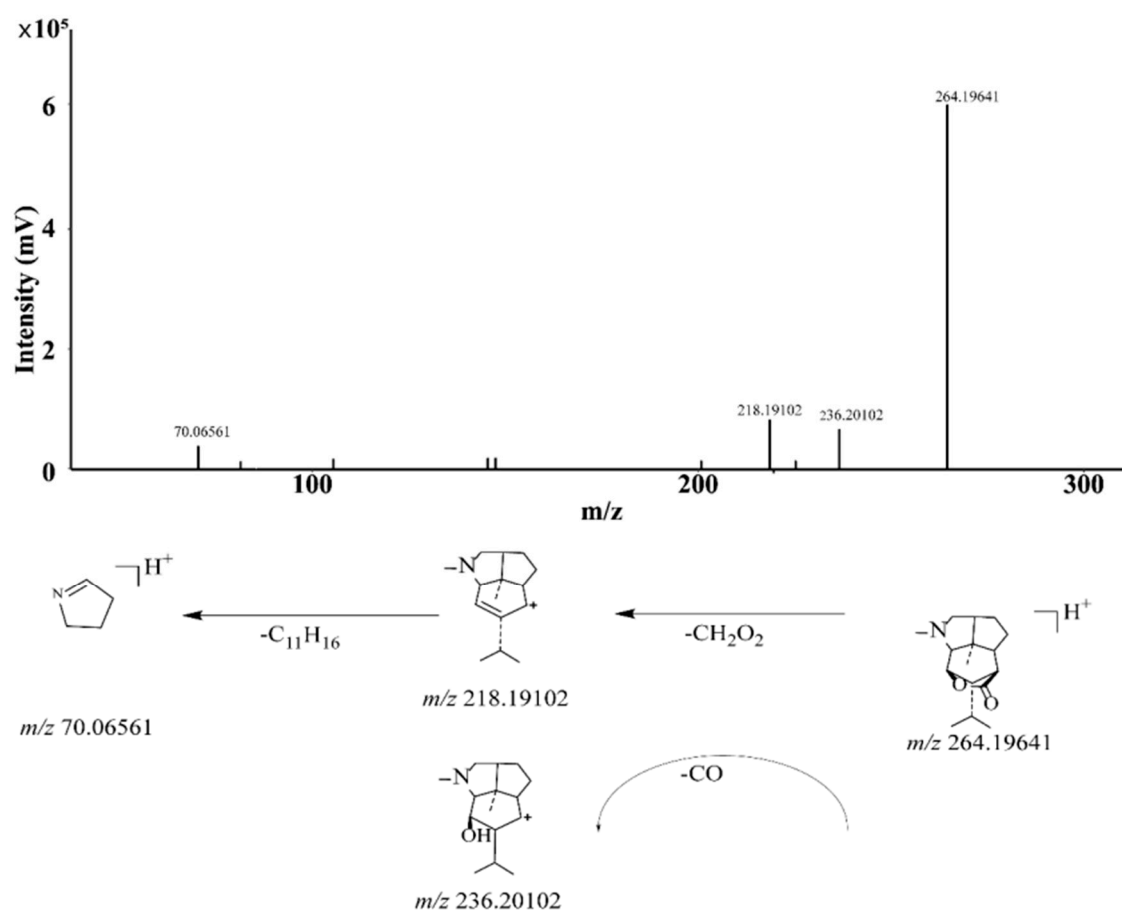 ×10⁵
6
4
2
0
Intensity (mV)
264.19641
218.19102
236.20102
70.06561
100
200
300
m/z
N
H⁺
-C₁₁H₁₆
m/z 70.06561
–N
+
m/z 218.19102
-CH₂O₂
–N
H⁺
O
O
m/z 264.19641
-CO
–N
OH
+
m/z 236.20102